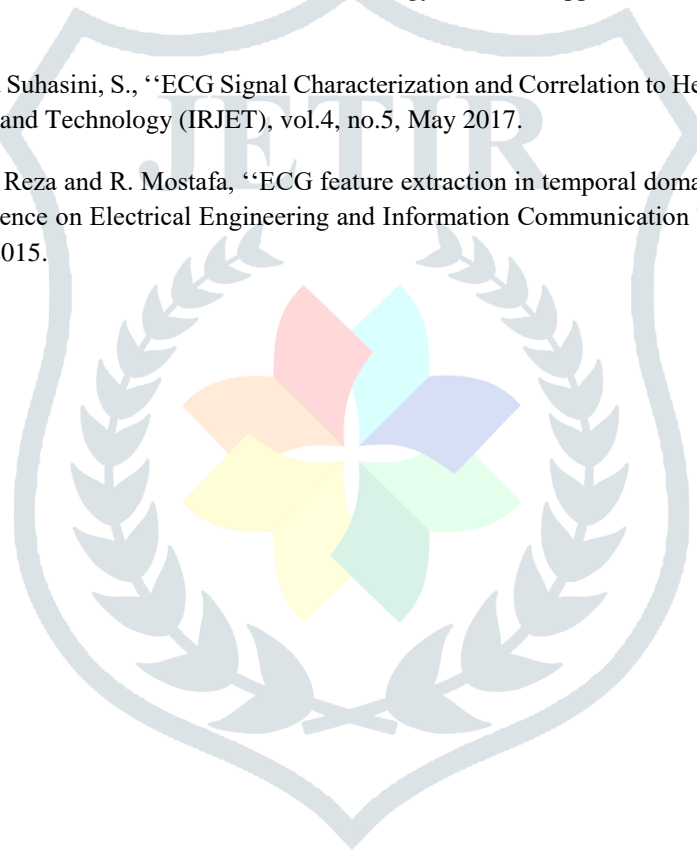 Suhasini, S., ‘‘ECG Signal Characterization and Correlation to He
and Technology (IRJET), vol.4, no.5, May 2017.
Reza and R. Mostafa, ‘‘ECG feature extraction in temporal doma
ence on Electrical Engineering and Information Communication
015.
JETIR